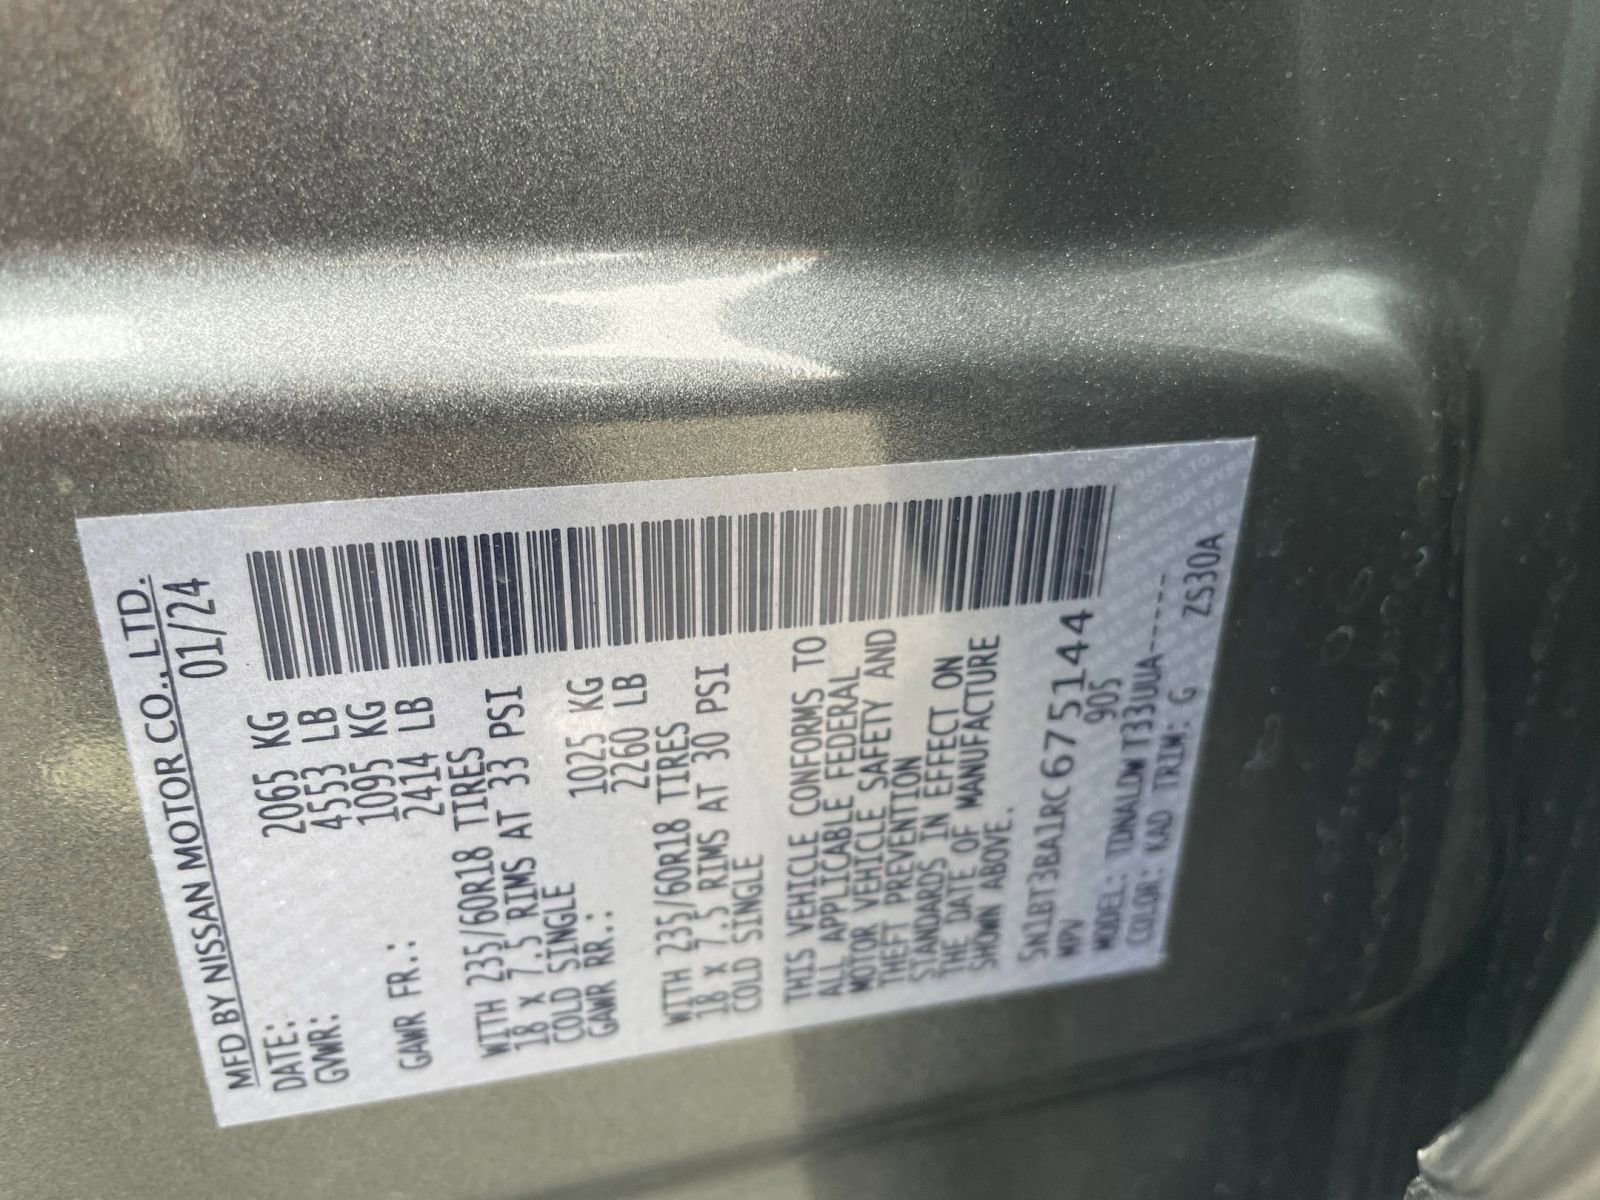 MFD BY NISSAN MOTOR CO., LTD.
DATE: 01/24
GVWR: 2065 KG
4553 LB
GAWR FR.: 1095 KG
2414 LB
WITH 235/60R18 TIRES
18 X 7.5 RIMS AT 33 PSI
COLD SINGLE
GAWR RR.: 1025 KG
2260 LB
WITH 235/60R18 TIRES
18 X 7.5 RIMS AT 30 PSI
COLD SINGLE
THIS VEHICLE CONFORMS TO
ALL APPLICABLE FEDERAL
MOTOR VEHICLE SAFETY AND
THEFT PREVENTION
STANDARDS IN EFFECT ON
THE DATE OF MANUFACTURE
SHOWN ABOVE..
5N1BT3BA1RC675144
MPV 905
MODEL: TDNALDWT33UUA------
COLOR: KAD TRIM: G ZS30A